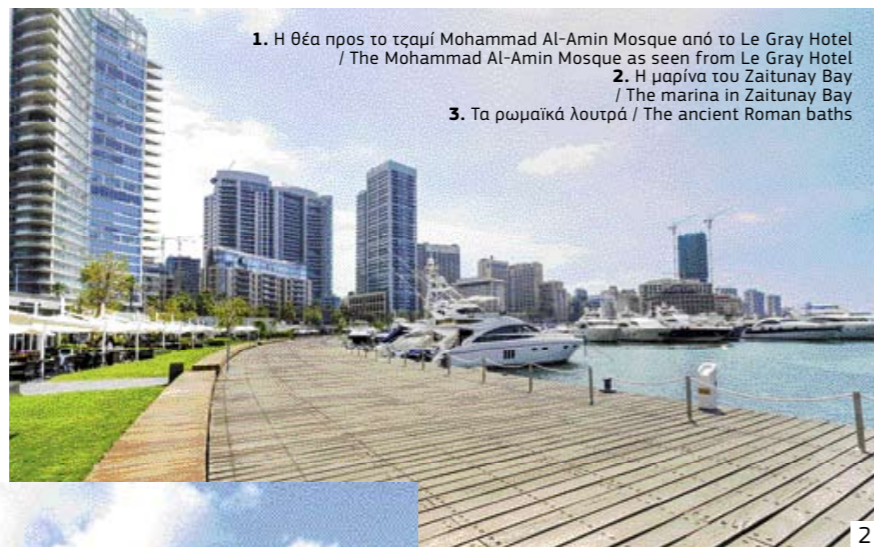 1. Η θέα προς το τζαμί Mohammad Al-Amin Mosque από το Le Gray Hotel
/ The Mohammad Al-Amin Mosque as seen from Le Gray Hotel
2. Η μαρίνα του Zaitunay Bay
/ The marina in Zaitunay Bay
3. Τα ρωμαϊκά λουτρά / The ancient Roman baths
2